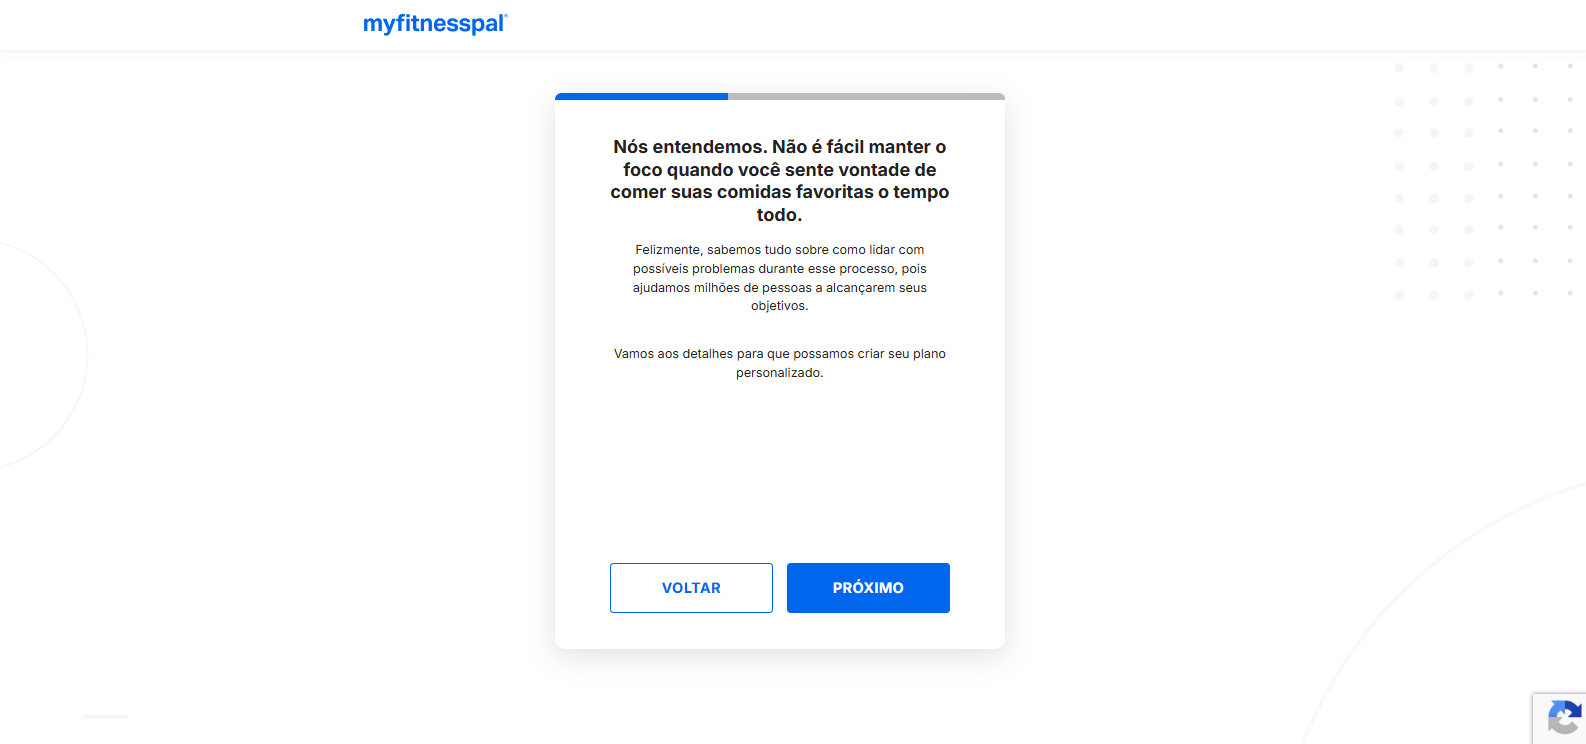 myfitnesspal
Nós entendemos. Não é fácil manter o
foco quando você sente vontade de
comer suas comidas favoritas o tempo
todo.
Felizmente, sabemos tudo sobre como lidar com
possíveis problemas durante esse processo, pois
ajudamos milhões de pessoas a alcançarem seus
objetivos.
Vamos aos detalhes para que possamos criar seu plano
personalizado.
VOLTAR
PRÓXIMO